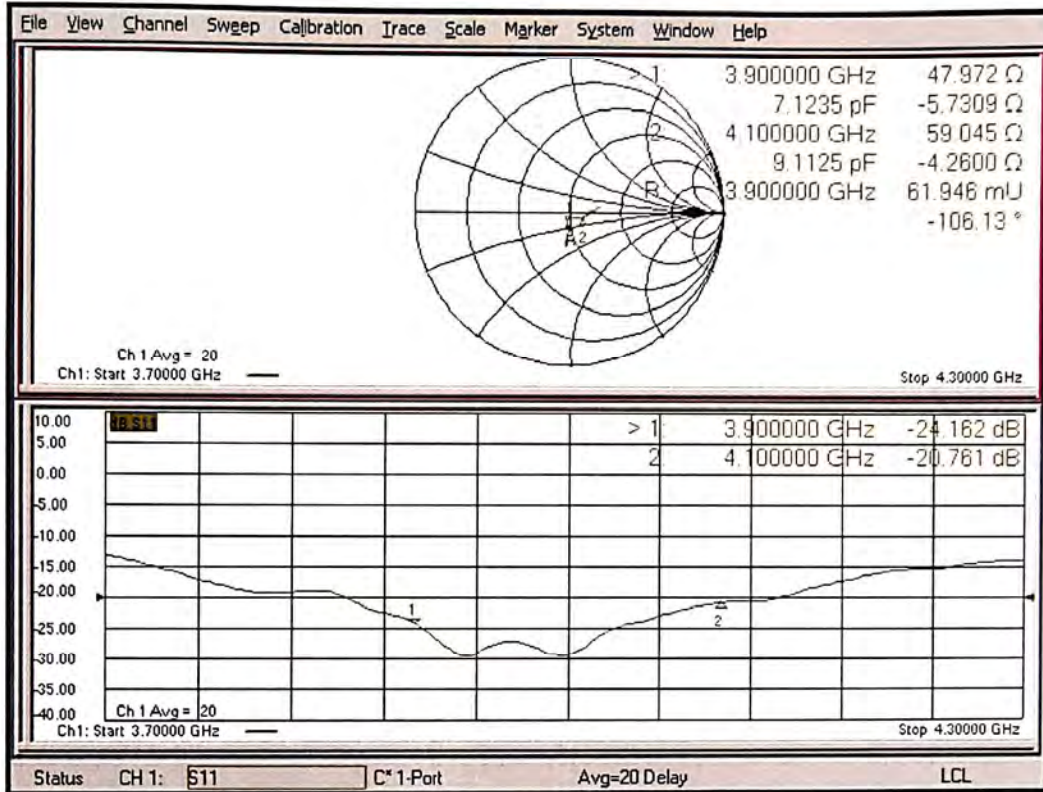 File View Channel Sweep Calibration Trace Scale Marker System Window Help
> 1: 3.900000 GHz 47.972 Ω
7.1235 pF -5.7309 Ω
2: 4.100000 GHz 59.045 Ω
9.1125 pF -4.2600 Ω
R 3.900000 GHz 61.946 mU
-106.13 °
2
Ch 1 Avg = 20
Ch1: Start 3.70000 GHz
Stop 4.30000 GHz
10.00
dB S11
> 1: 3.900000 GHz -24.162 dB
5.00
2: 4.100000 GHz -20.761 dB
0.00
-5.00
-10.00
-15.00
-20.00
1
2
-25.00
-30.00
-35.00
-40.00
Ch 1 Avg = 20
Ch1: Start 3.70000 GHz
Stop 4.30000 GHz
Status CH 1: S11 C* 1-Port Avg=20 Delay LCL